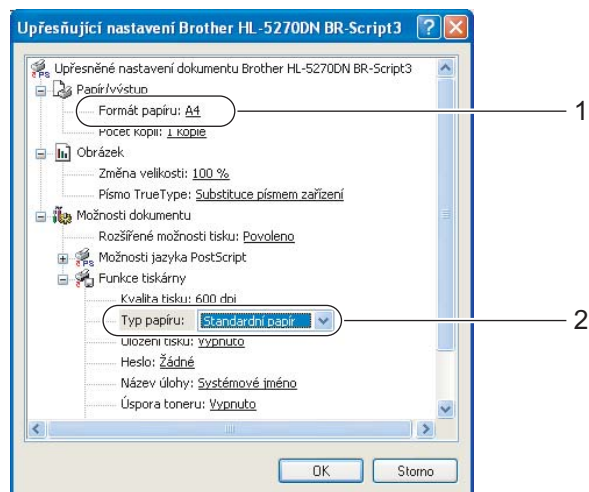 Upřesňující nastavení Brother HL-5270DN BR-Script3
Upřesněné nastavení dokumentu Brother HL-5270DN BR-Script3
Papír/výstup
Formát papíru: A4
1
Počet kopií: 1 kopie
Obrázek
Změna velikosti: 100 %
Písmo TrueType: Substituce písmem zařízení
Možnosti dokumentu
Rozšířené možnosti tisku: Povoleno
Možnosti jazyka PostScript
Funkce tiskárny
Kvalita tisku: 600 dpi
Typ papíru: Standardní papír
2
Uložení tisku: Vypnuto
Heslo: Žádné
Název úlohy: Systémové jméno
Úspora toneru: Vypnuto
OK Storno